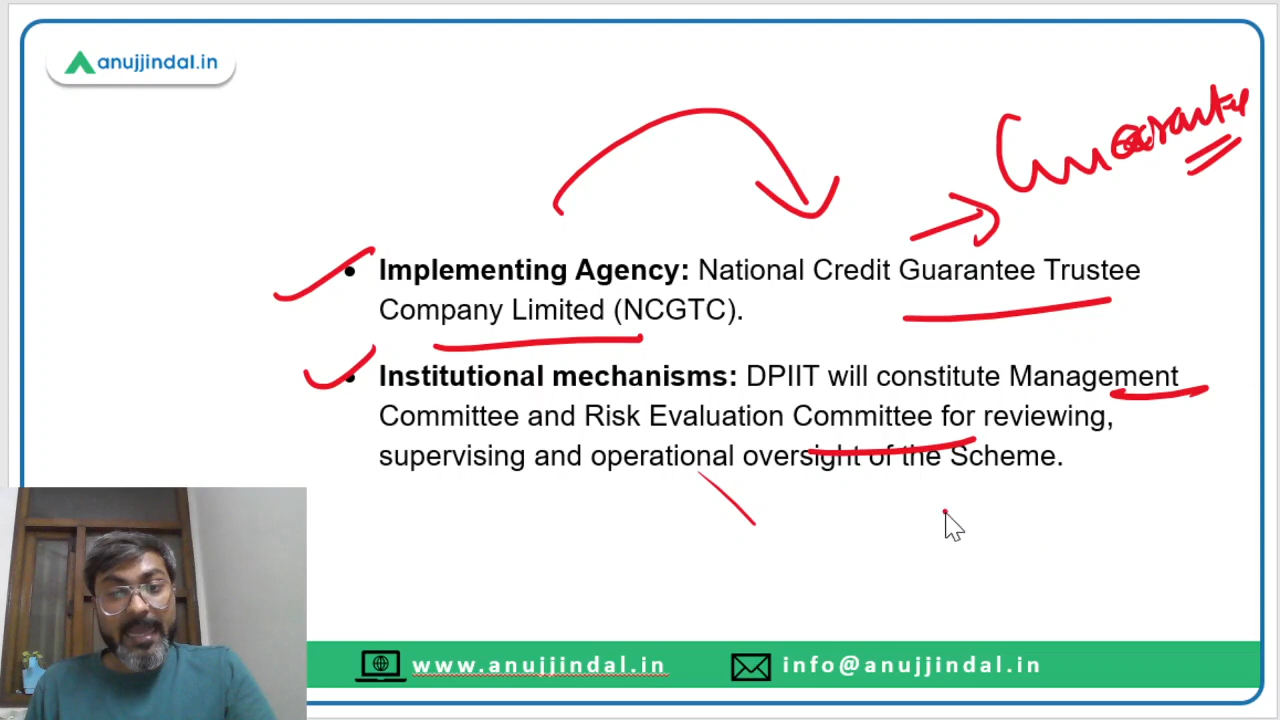 anujjindal.in
Guarantee
Implementing Agency: National Credit Guarantee Trustee
Company Limited (NCGTC).
Institutional mechanisms: DPIIT will constitute Management
Committee and Risk Evaluation Committee for reviewing,
supervising and operational oversight of the Scheme.
www.anujjindal.in info@anujjindal.in